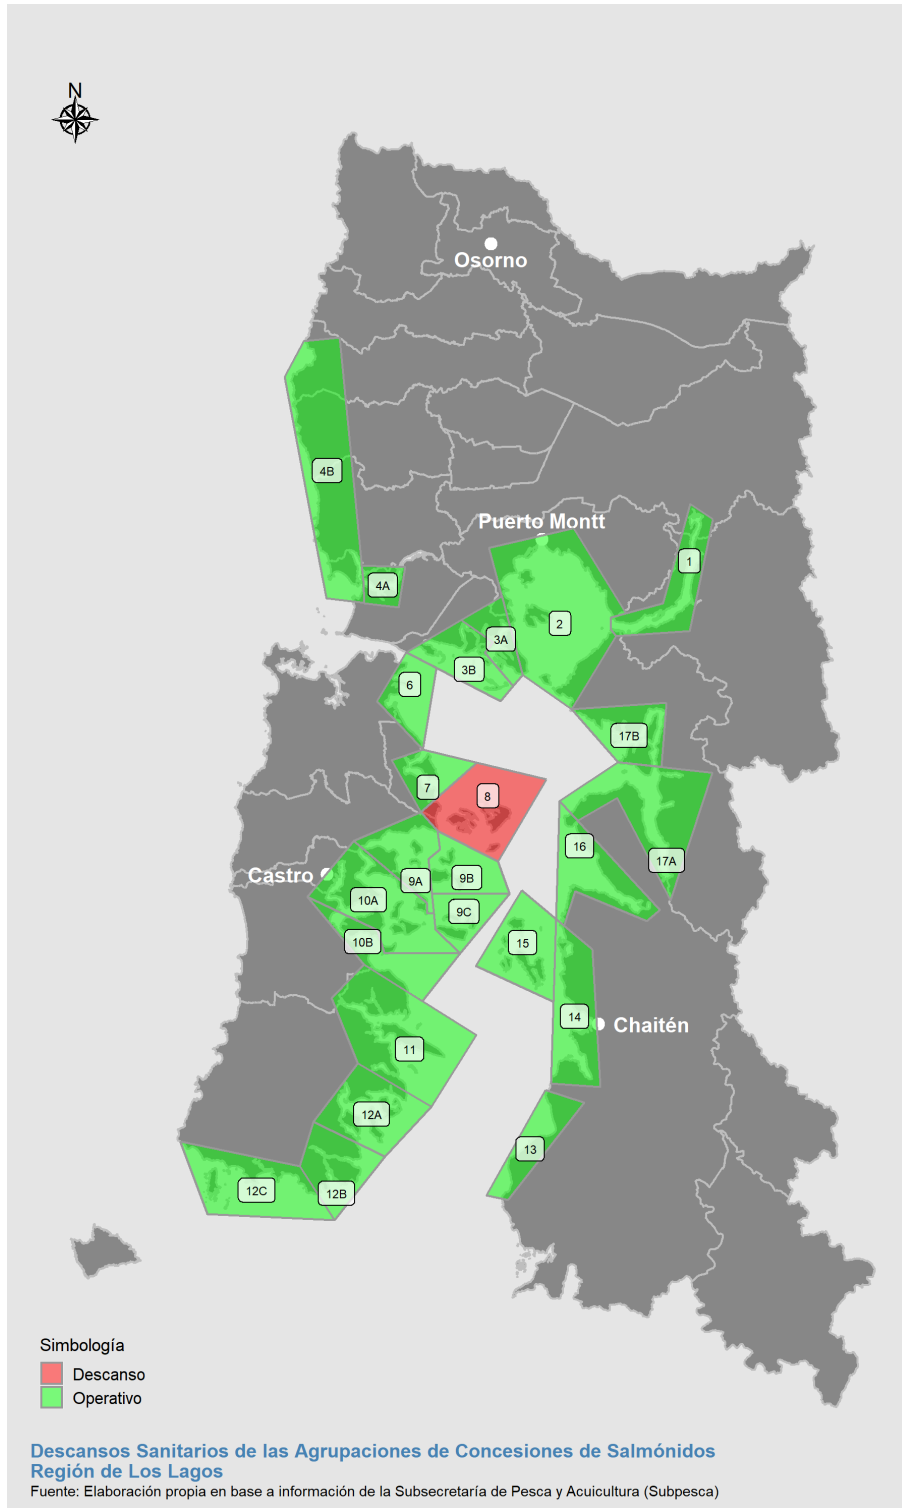 N
Osorno
4B
Puerto Montt
1
4A
2
3A
3B
6
17B
7
8
16
17A
Castro
9A
9B
10A
9C
10B
15
14
Chaitén
11
12A
13
12C
12B
Simbología
Descanso
Operativo
Descansos Sanitarios de las Agrupaciones de Concesiones de Salmónidos
Región de Los Lagos
Fuente: Elaboración propia en base a información de la Subsecretaría de Pesca y Acuicultura (Subpesca)